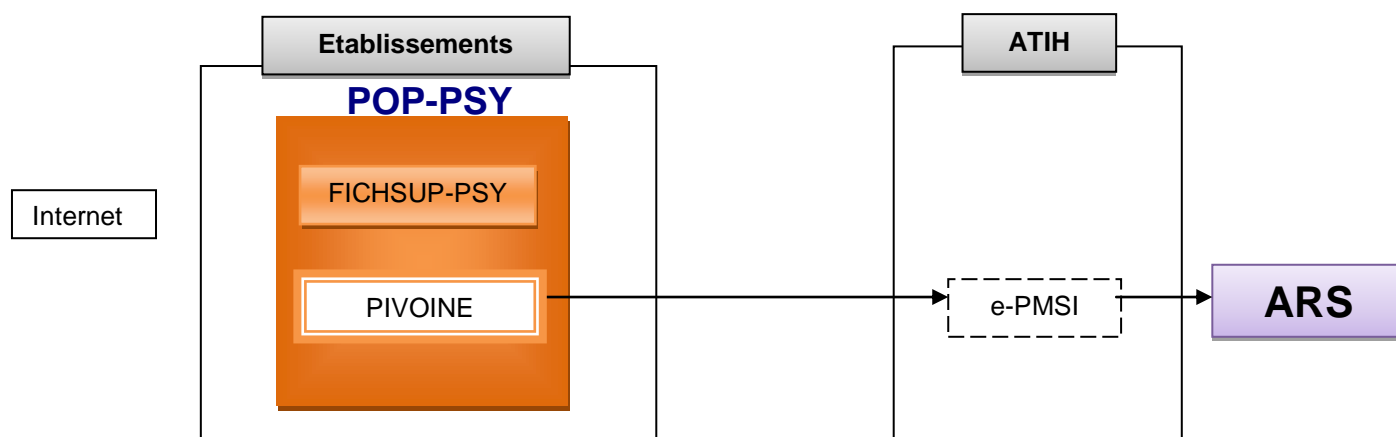 Etablissements
ATIH
POP-PSY
FICHSUP-PSY
Internet
PIVOINE
e-PMSI
ARS